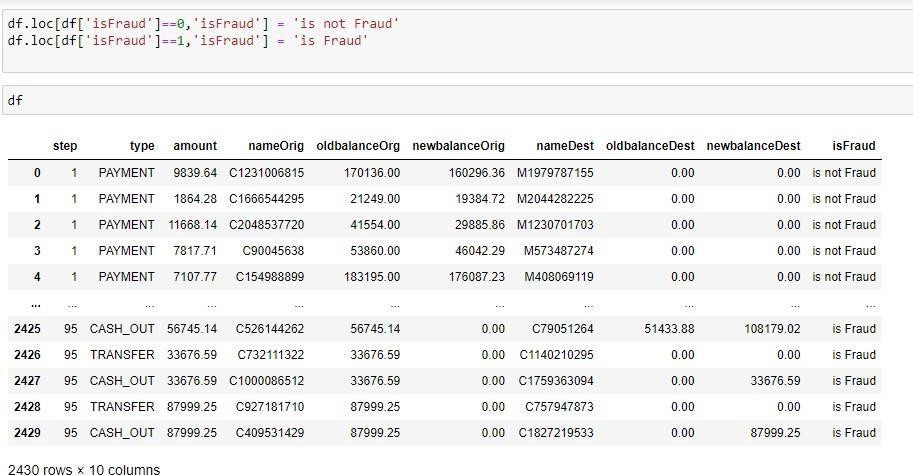 df.loc[df['isFraud']==0,'isFraud'] = 'is not Fraud'
df.loc[df['isFraud']==1,'isFraud'] = 'is Fraud'
df
step type amount nameOrig oldbalanceOrg newbalanceOrig nameDest oldbalanceDest newbalanceDest isFraud
0 1 PAYMENT 9839.64 C1231006815 170136.00 160296.36 M1979787155 0.00 0.00 is not Fraud
1 1 PAYMENT 1864.28 C1666544295 21249.00 19384.72 M2044282225 0.00 0.00 is not Fraud
2 1 PAYMENT 11668.14 C2048537720 41554.00 29885.86 M1230701703 0.00 0.00 is not Fraud
3 1 PAYMENT 7817.71 C90045638 53860.00 46042.29 M573487274 0.00 0.00 is not Fraud
4 1 PAYMENT 7107.77 C154988899 183195.00 176087.23 M408069119 0.00 0.00 is not Fraud
... ... ... ... ... ... ... ... ... ... ...
2425 95 CASH_OUT 56745.14 C526144262 56745.14 0.00 C79051264 51433.88 108179.02 is Fraud
2426 95 TRANSFER 33676.59 C732111322 33676.59 0.00 C1140210295 0.00 0.00 is Fraud
2427 95 CASH_OUT 33676.59 C1000086512 33676.59 0.00 C1759363094 0.00 33676.59 is Fraud
2428 95 TRANSFER 87999.25 C927181710 87999.25 0.00 C757947873 0.00 0.00 is Fraud
2429 95 CASH_OUT 87999.25 C409531429 87999.25 0.00 C1827219533 0.00 87999.25 is Fraud
2430 rows × 10 columns